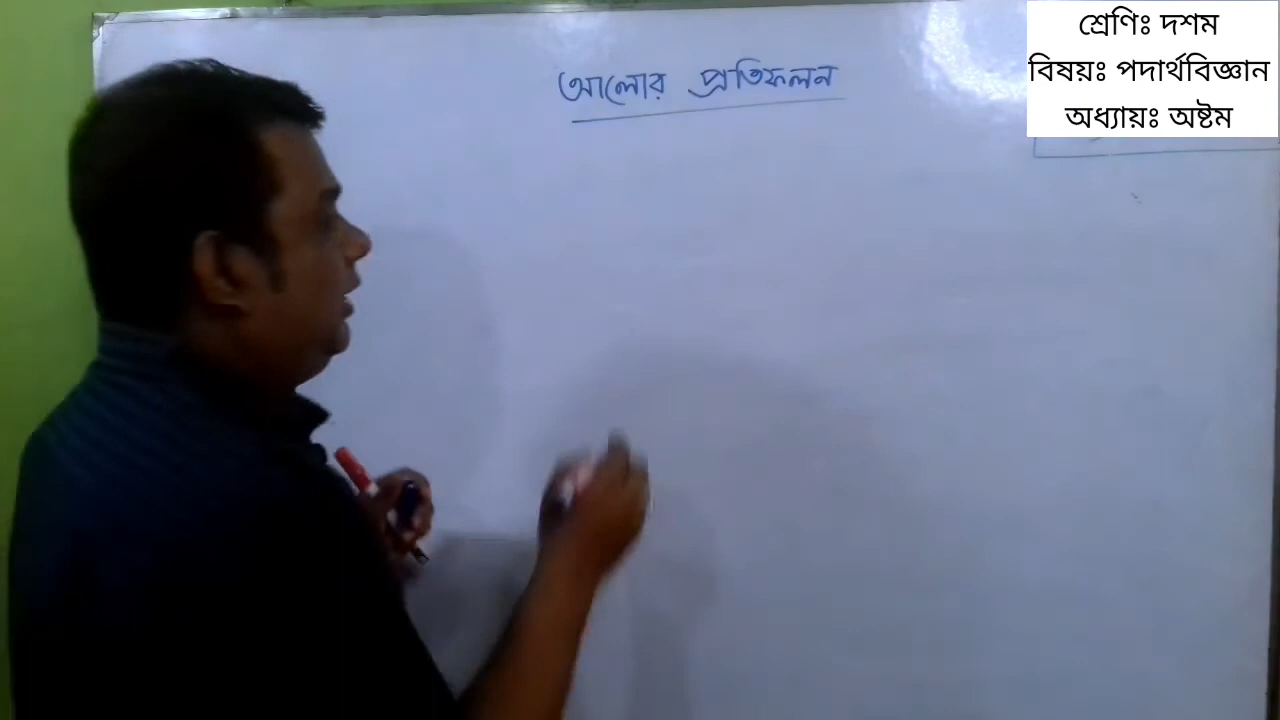 আলোর প্রতিফলন
শ্রেণিঃ দশম
বিষয়ঃ পদার্থবিজ্ঞান
অধ্যায়ঃ অষ্টম